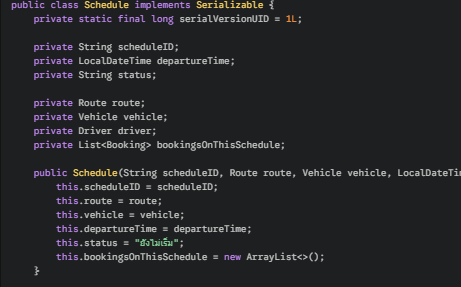 public class Schedule implements Serializable {
    private static final long serialVersionUID = 1L;

    private String scheduleID;
    private LocalDateTime departureTime;
    private String status;

    private Route route;
    private Vehicle vehicle;
    private Driver driver;
    private List<Booking> bookingsOnThisSchedule;

    public Schedule(String scheduleID, Route route, Vehicle vehicle, LocalDateTim
        this.scheduleID = scheduleID;
        this.route = route;
        this.vehicle = vehicle;
        this.departureTime = departureTime;
        this.status = "ยังไม่เริ่ม";
        this.bookingsOnThisSchedule = new ArrayList<>();
    }